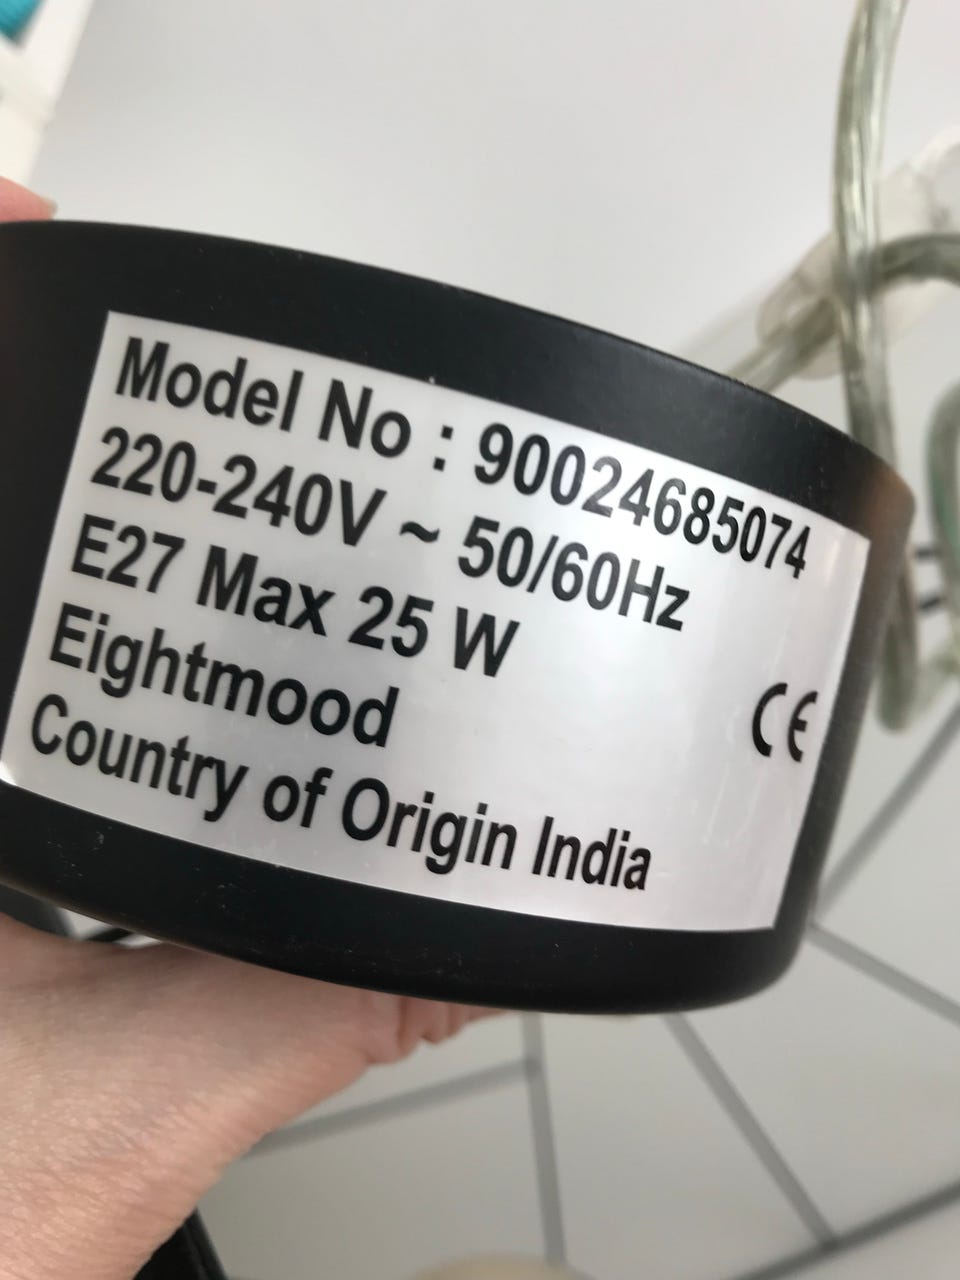 Model No : 90024685074
220-240V ~ 50/60Hz
E27 Max 25 W
Eightmood
CE
Country of Origin India